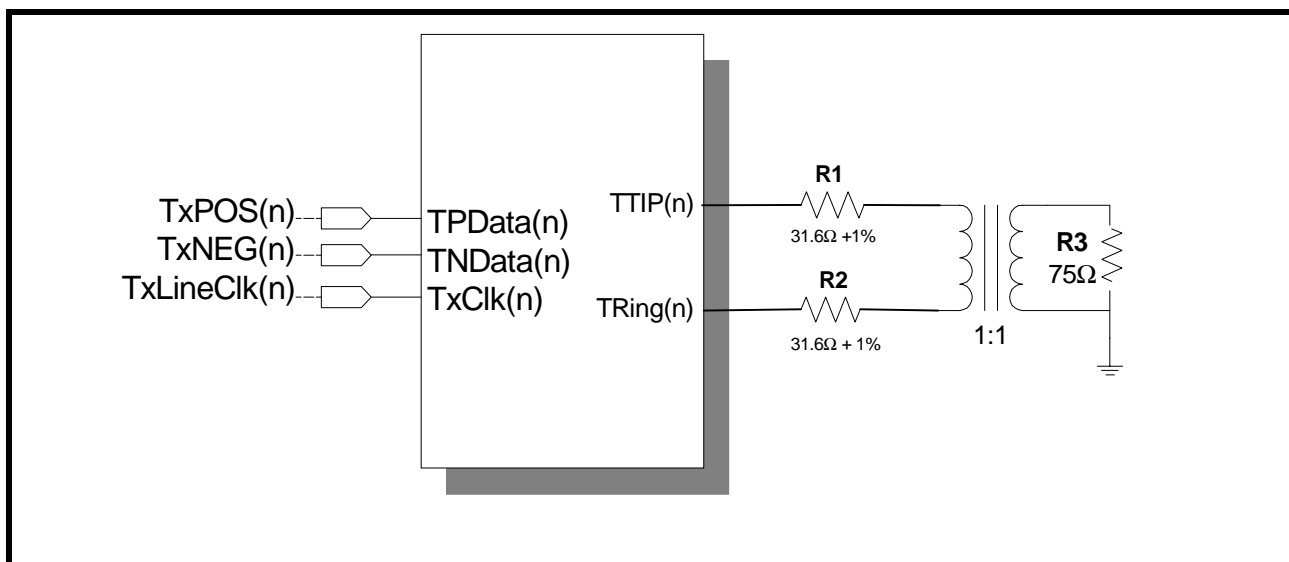 TxPOS(n)
TxNEG(n)
TxLineClk(n)
TPData(n)
TNData(n)
TxClk(n)
TTIP(n)
TRing(n)
R1
31.6Ω +1%
R2
31.6Ω + 1%
1:1
R3
75Ω